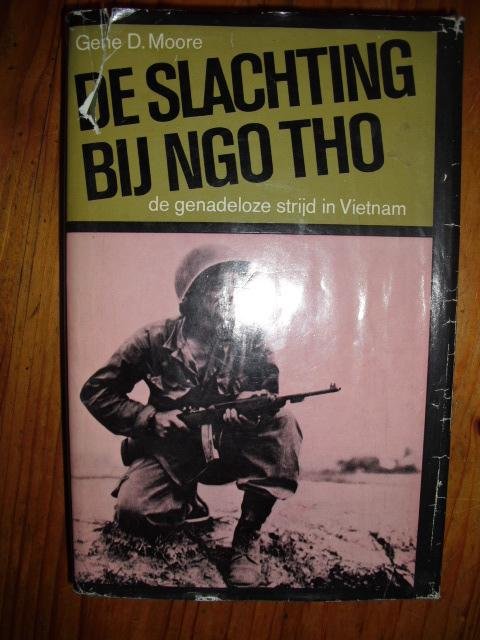 Gene D. Moore
DE SLACHTING
BIJ NGO THO
de genadeloze strijd in Vietnam